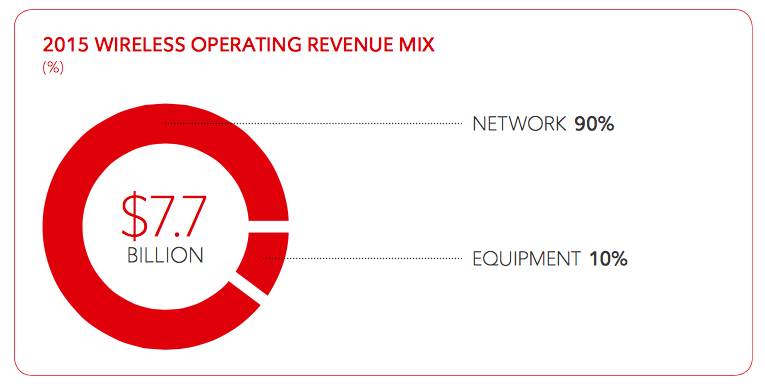 2015 WIRELESS OPERATING REVENUE MIX
(%)
NETWORK 90%
$7.7
BILLION
EQUIPMENT 10%